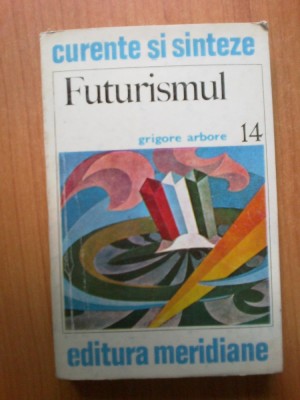 curente și sinteze
Futurismul
grigore arbore 14
editura meridiane